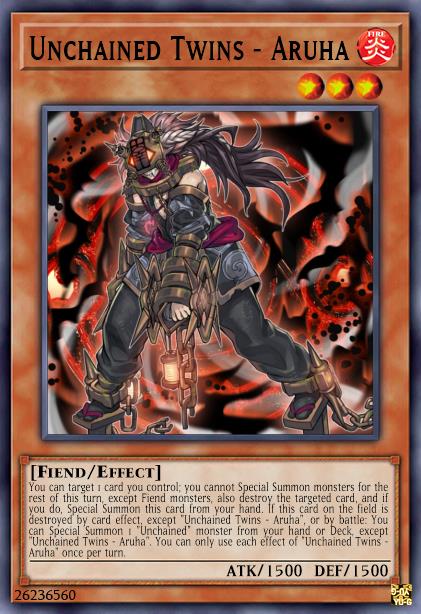 Unchained Twins - Aruha
FIRE
炎
[Fiend/Effect]
You can target 1 card you control; you cannot Special Summon monsters for the
rest of this turn, except Fiend monsters, also destroy the targeted card, and if
you do, Special Summon this card from your hand. If this card on the field is
destroyed by card effect, except "Unchained Twins - Aruha", or by battle: You
can Special Summon 1 "Unchained" monster from your hand or Deck, except
"Unchained Twins - Aruha". You can only use each effect of "Unchained Twins -
Aruha" once per turn.
ATK/1500 DEF/1500
26236560